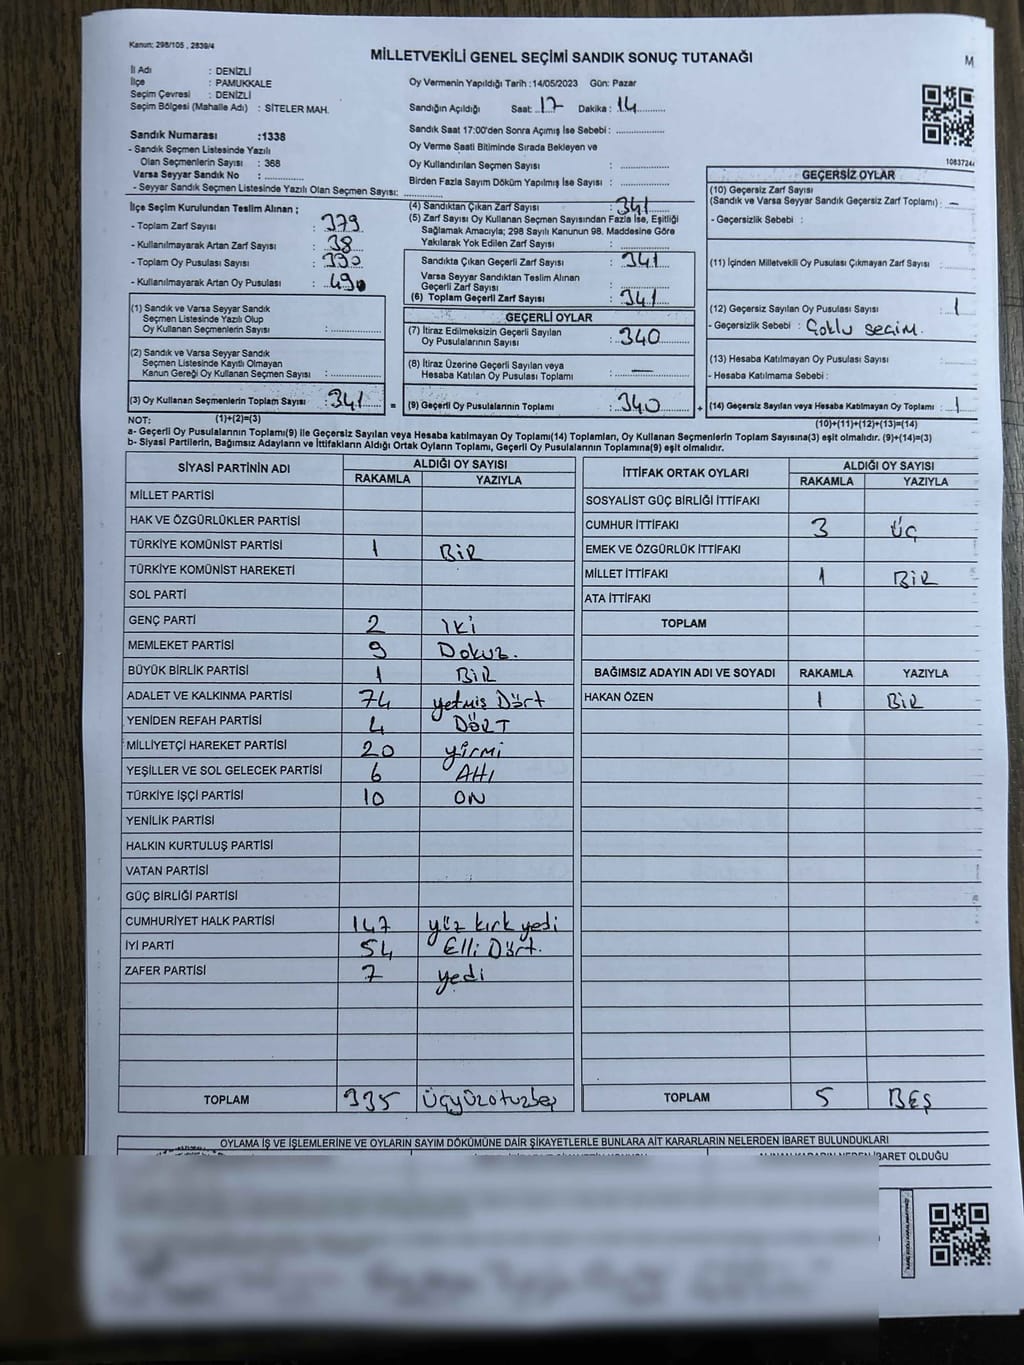 Kanun: 298/105 , 2839/4
MİLLETVEKİLİ GENEL SEÇİMİ SANDIK SONUÇ TUTANAĞI
M
İl Adı : DENİZLİ
İlçe : PAMUKKALE
Seçim Çevresi : DENİZLİ
Seçim Bölgesi (Mahalle Adı) : SİTELER MAH.
Oy Vermenin Yapıldığı Tarih :14/05/2023 Gün: Pazar
Sandığın Açıldığı Saat: 17 Dakika : 14
Sandık Saat 17:00'den Sonra Açımış İse Sebebi :
Oy Verme Saati Bitiminde Sırada Bekleyen ve
Oy Kullandırılan Seçmen Sayısı :
Birden Fazla Sayım Döküm Yapılmış İse Sayısı :
Sandık Numarası :1338
- Sandık Seçmen Listesinde Yazılı
Olan Seçmenlerin Sayısı : 368
Varsa Seyyar Sandık No :
- Seyyar Sandık Seçmen Listesinde Yazılı Olan Seçmen Sayısı:
1083724
İlçe Seçim Kurulundan Teslim Alınan ;
- Toplam Zarf Sayısı : 379
- Kullanılmayarak Artan Zarf Sayısı : 38
- Toplam Oy Pusulası Sayısı : 390
- Kullanılmayarak Artan Oy Pusulası :
(4) Sandıktan Çıkan Zarf Sayısı : 341
(5) Zarf Sayısı Oy Kullanan Seçmen Sayısından Fazla İse, Eşitliği
Sağlamak Amacıyla; 298 Sayılı Kanunun 98. Maddesine Göre
Yakılarak Yok Edilen Zarf Sayısı :
Sandıkta Çıkan Geçerli Zarf Sayısı : 341
Varsa Seyyar Sandıktan Teslim Alınan
Geçerli Zarf Sayısı :
(6) Toplam Geçerli Zarf Sayısı : 341
GEÇERSİZ OYLAR
(10) Geçersiz Zarf Sayısı
(Sandık ve Varsa Seyyar Sandık Geçersiz Zarf Toplamı) : —
- Geçersizlik Sebebi :
(11) İçinden Milletvekili Oy Pusulası Çıkmayan Zarf Sayısı :
(12) Geçersiz Sayılan Oy Pusulası Sayısı : 1
- Geçersizlik Sebebi : Çoklu seçim.
(13) Hesaba Katılmayan Oy Pusulası Sayısı :
- Hesaba Katılmama Sebebi :
(14) Geçersiz Sayılan veya Hesaba Katılmayan Oy Toplamı : 1
(10)+(11)+(12)+(13)=(14)
(1) Sandık ve Varsa Seyyar Sandık
Seçmen Listesinde Yazılı Olup
Oy Kullanan Seçmenlerin Sayısı :
(2) Sandık ve Varsa Seyyar Sandık
Seçmen Listesinde Kayıtlı Olmayan
Kanun Gereği Oy Kullanan Seçmen Sayısı :
(3) Oy Kullanan Seçmenlerin Toplam Sayısı : 341 =
(1)+(2)=(3)
GEÇERLİ OYLAR
(7) İtiraz Edilmeksizin Geçerli Sayılan
Oy Pusulalarının Sayısı : 340
(8) İtiraz Üzerine Geçerli Sayılan veya
Hesaba Katılan Oy Pusulası Toplamı : —
(9) Geçerli Oy Pusulalarının Toplamı : 340 +
NOT:
a- Geçerli Oy Pusulalarının Toplamı(9) İle Geçersiz Sayılan veya Hesaba katılmayan Oy Toplamı(14) Toplamları, Oy Kullanan Seçmenlerin Toplam Sayısına(3) eşit olmalıdır. (9)+(14)=(3)
b- Siyasi Partilerin, Bağımsız Adayların ve İttifakların Aldığı Ortak Oyların Toplamı, Geçerli Oy Pusulalarının Toplamına(9) eşit olmalıdır.
SİYASİ PARTİNİN ADI ALDIĞI OY SAYISI
RAKAMLA YAZIYLA
MİLLET PARTİSİ
HAK VE ÖZGÜRLÜKLER PARTİSİ
TÜRKİYE KOMÜNİST PARTİSİ 1 BİR
TÜRKİYE KOMÜNİST HAREKETİ
SOL PARTİ
GENÇ PARTİ 2 iki
MEMLEKET PARTİSİ 9 Dokuz.
BÜYÜK BİRLİK PARTİSİ 1 BİR
ADALET VE KALKINMA PARTİSİ 74 yetmiş Dört
YENİDEN REFAH PARTİSİ 4 DÖRT
MİLLİYETÇİ HAREKET PARTİSİ 20 yirmi
YEŞİLLER VE SOL GELECEK PARTİSİ 6 Altı
TÜRKİYE İŞÇİ PARTİSİ 10 ON
YENİLİK PARTİSİ
HALKIN KURTULUŞ PARTİSİ
VATAN PARTİSİ
GÜÇ BİRLİĞİ PARTİSİ
CUMHURİYET HALK PARTİSİ 147 yüz kırk yedi
İYİ PARTİ 54 Elli Dört.
ZAFER PARTİSİ 7 yedi
TOPLAM 335 Üçyüzotuzbeş
İTTİFAK ORTAK OYLARI ALDIĞI OY SAYISI
RAKAMLA YAZIYLA
SOSYALİST GÜÇ BİRLİĞİ İTTİFAKI
CUMHUR İTTİFAKI 3 ÜÇ
EMEK VE ÖZGÜRLÜK İTTİFAKI
MİLLET İTTİFAKI 1 BİR
ATA İTTİFAKI
TOPLAM
BAĞIMSIZ ADAYIN ADI VE SOYADI RAKAMLA YAZIYLA
HAKAN ÖZEN 1 BİR
TOPLAM 5 BEŞ
OYLAMA İŞ VE İŞLEMLERİNE VE OYLARIN SAYIM DÖKÜMÜNE DAİR ŞİKAYETLERLE BUNLARA AİT KARARLARIN NELERDEN İBARET BULUNDUKLARI
İBARET OLDUĞU